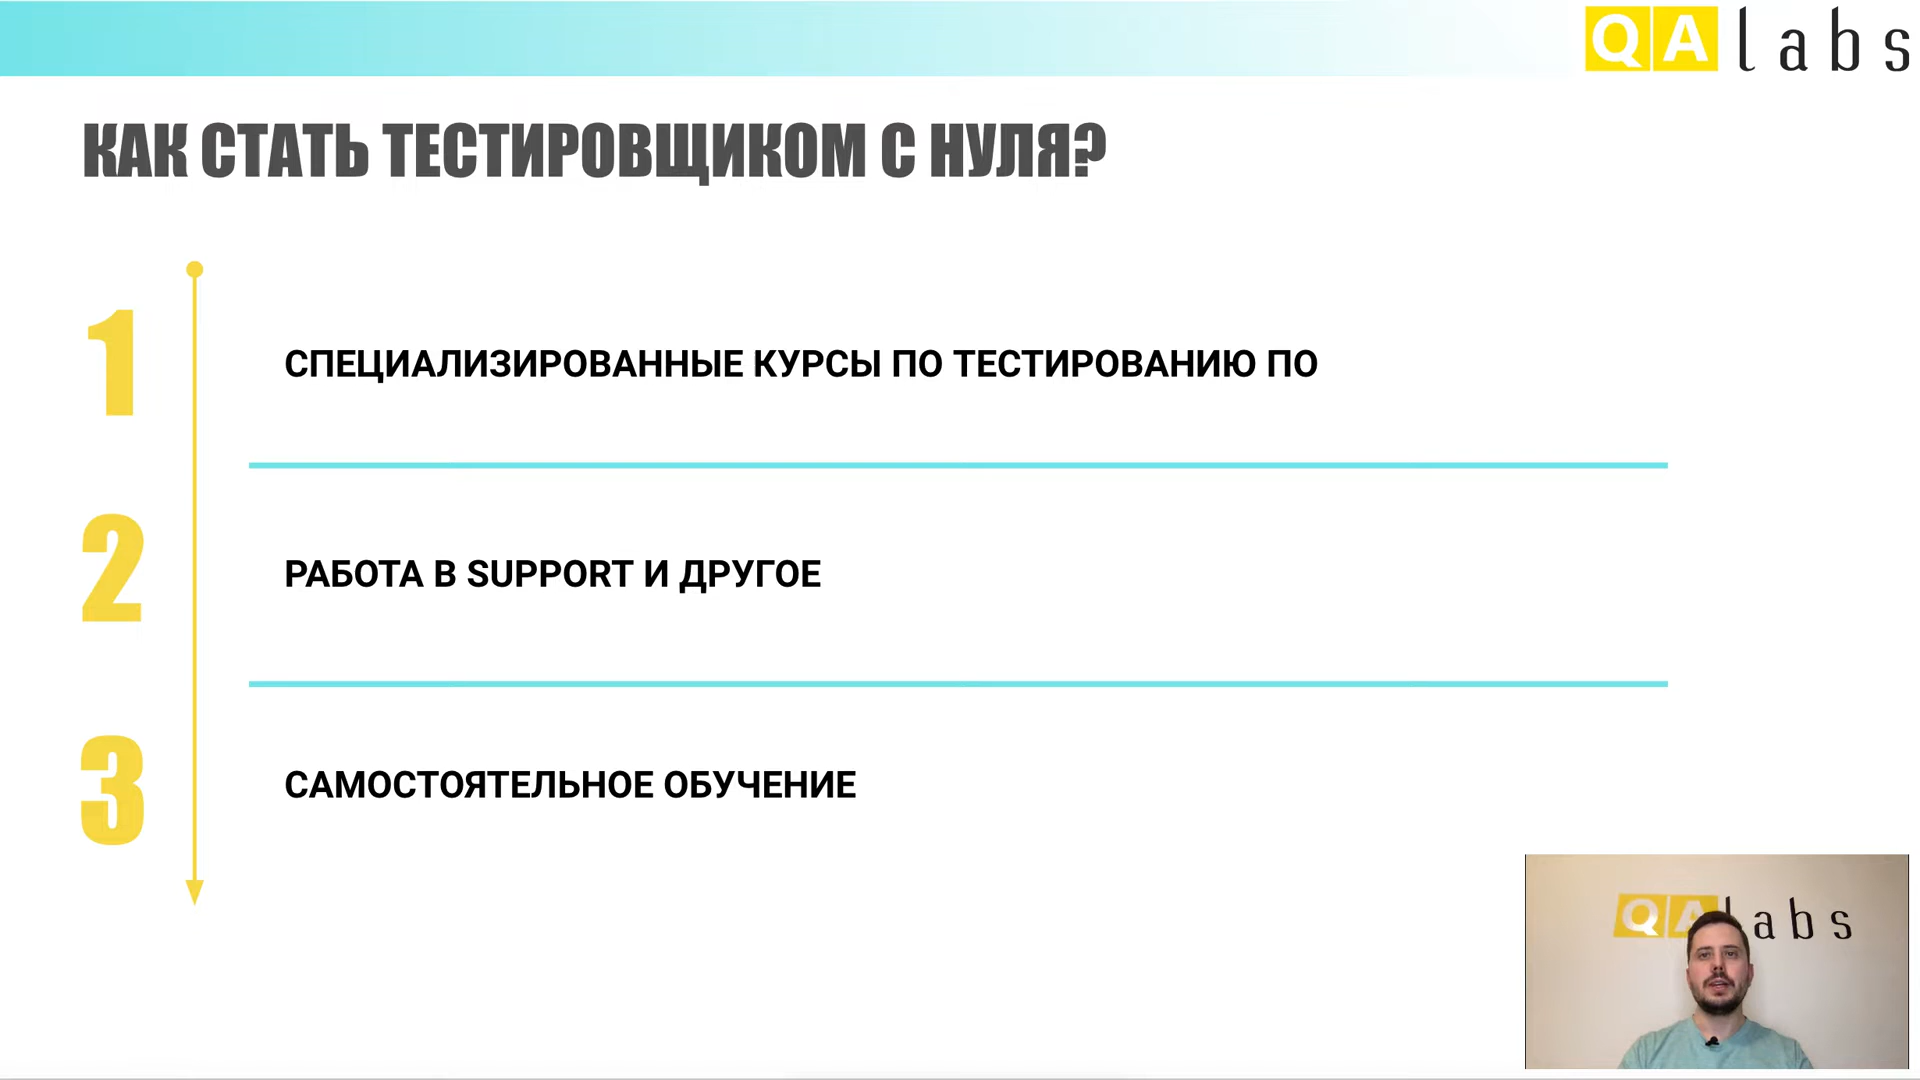 QA labs
КАК СТАТЬ ТЕСТИРОВЩИКОМ С НУЛЯ?
1
СПЕЦИАЛИЗИРОВАННЫЕ КУРСЫ ПО ТЕСТИРОВАНИЮ ПО
2
РАБОТА В SUPPORT И ДРУГОЕ
3
САМОСТОЯТЕЛЬНОЕ ОБУЧЕНИЕ
QA labs